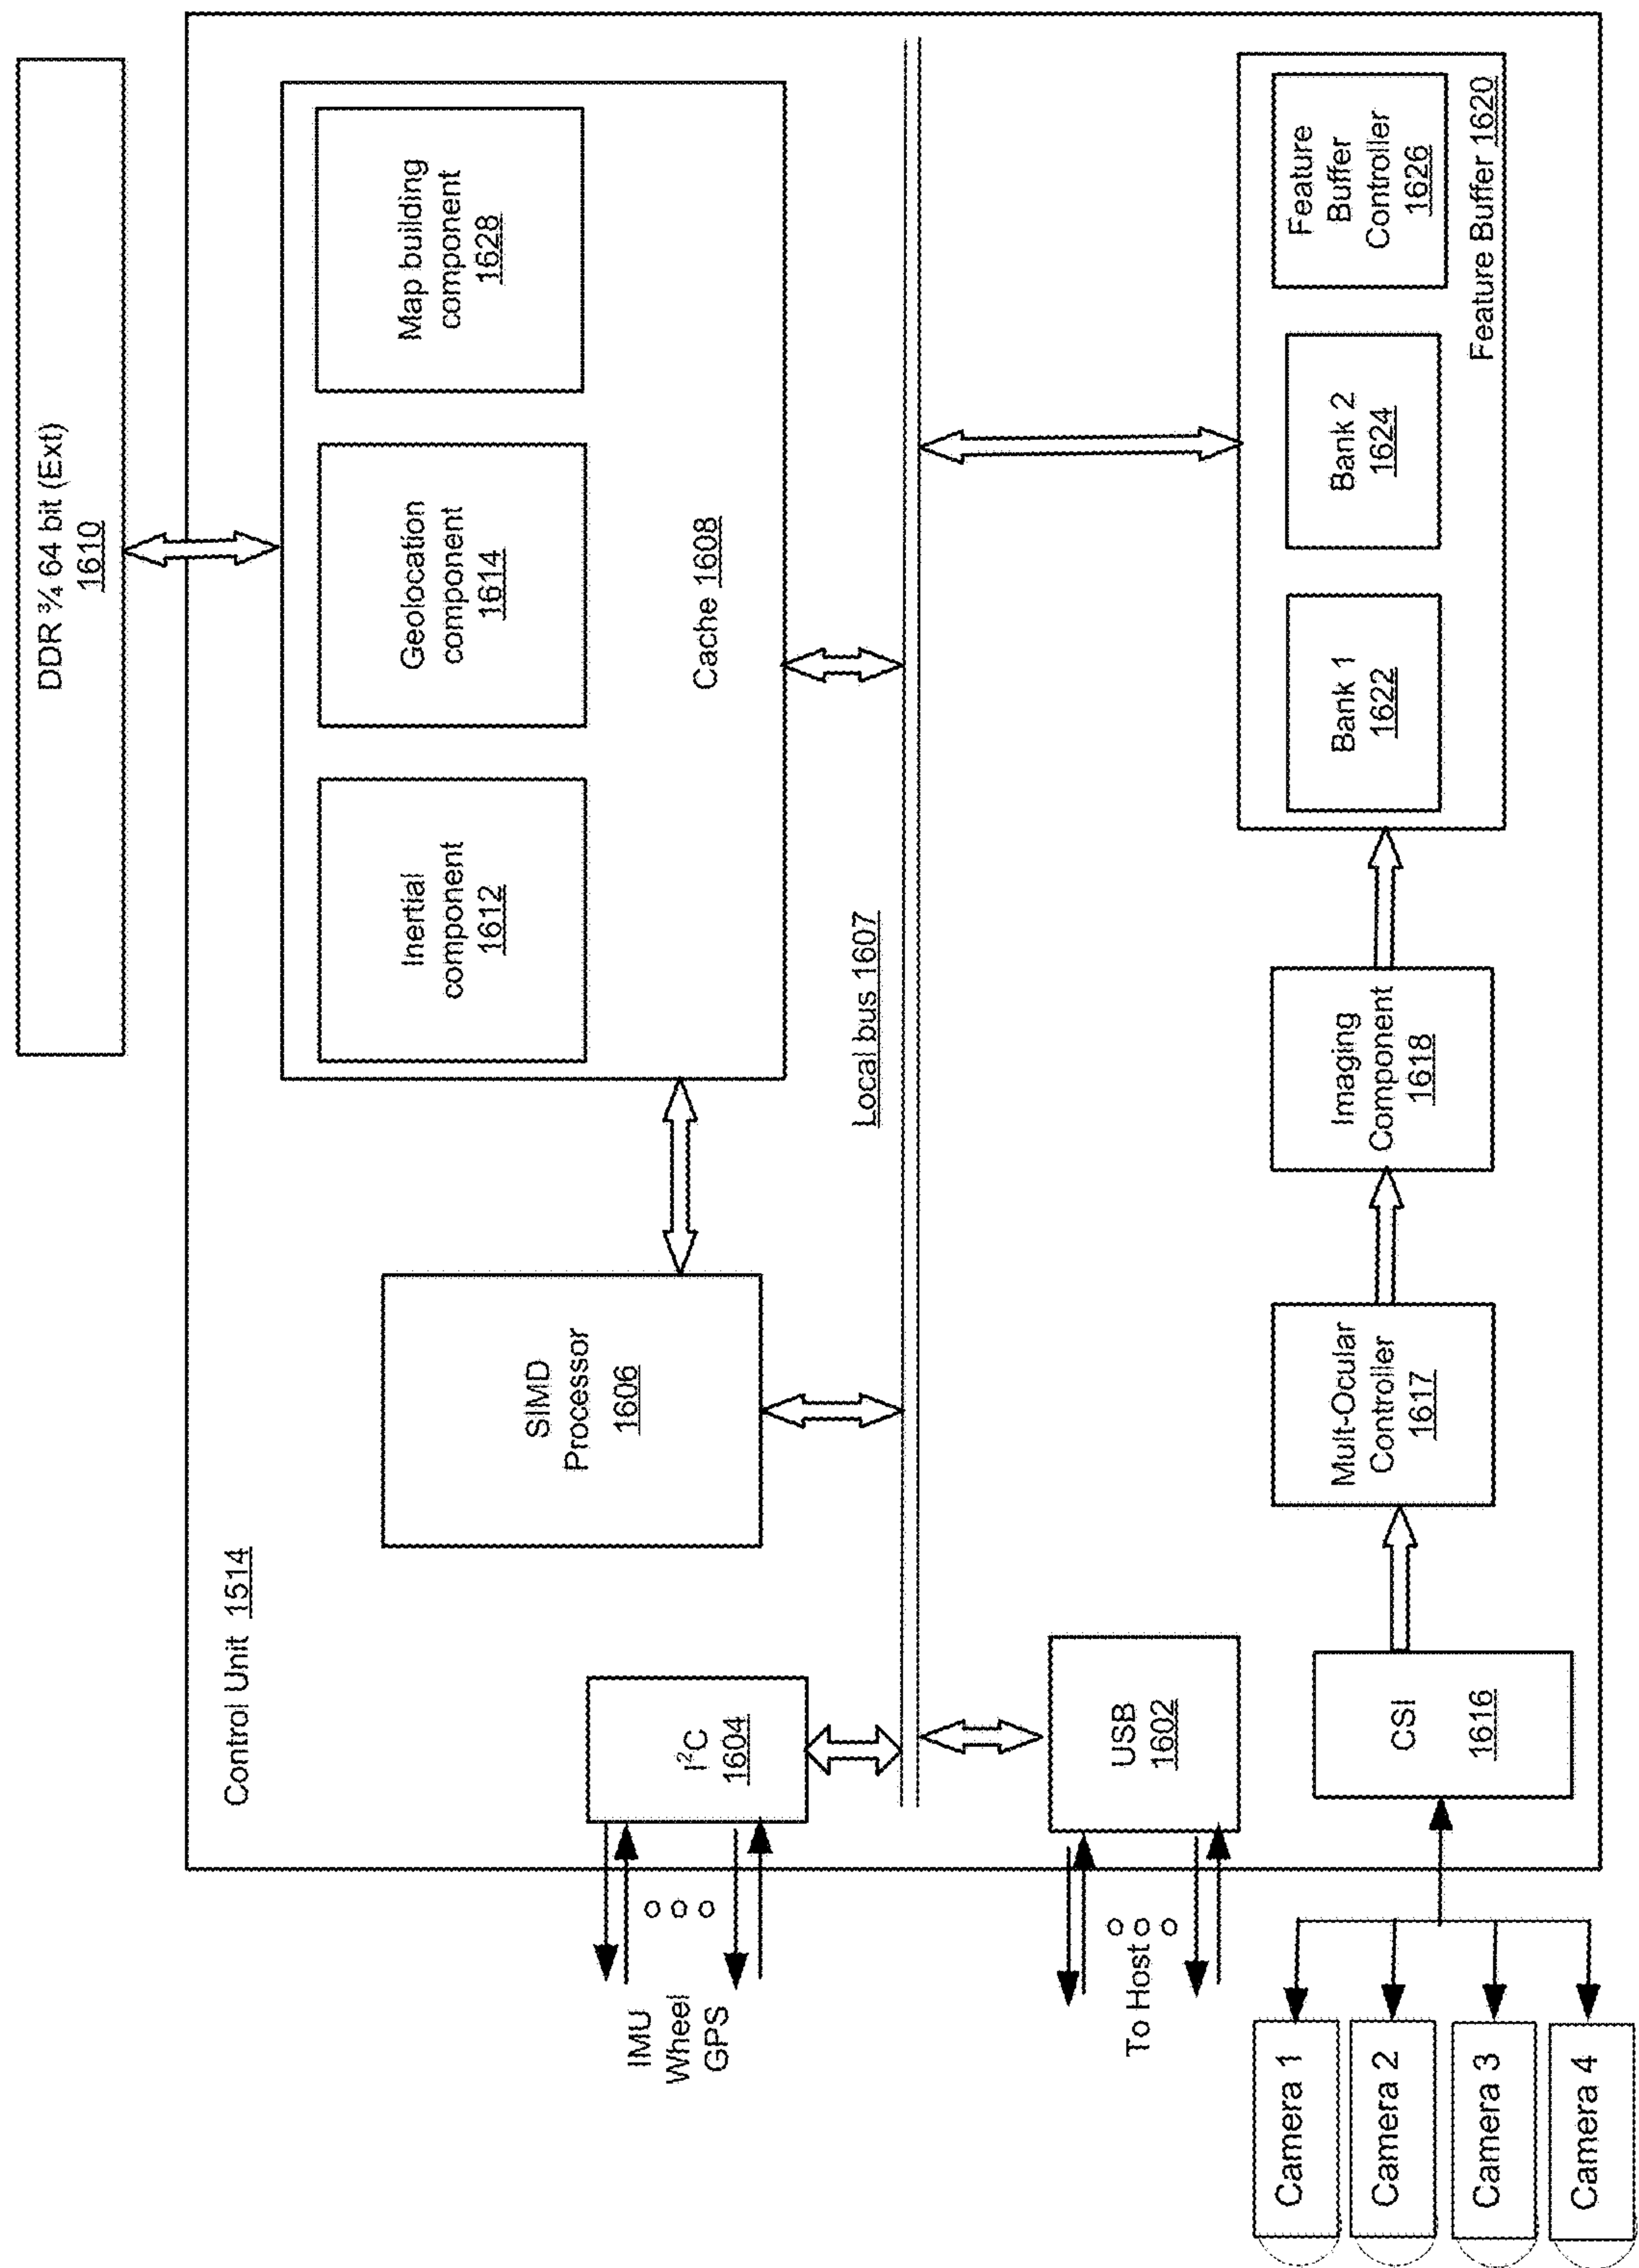 DDR ¾ 64 bit (Ext)
1610
Control Unit 1514
Inertial
component
1612
Geolocation
component
1614
Map building
component
1628
Cache 1608
SIMD
Processor
1606
I²C
1604
IMU
Wheel
GPS
Local bus 1607
USB
1602
To Host
CSI
1616
Mult-Ocular
Controller
1617
Imaging
Component
1618
Bank 1
1622
Bank 2
1624
Feature
Buffer
Controller
1626
Feature Buffer 1620
Camera 1
Camera 2
Camera 3
Camera 4